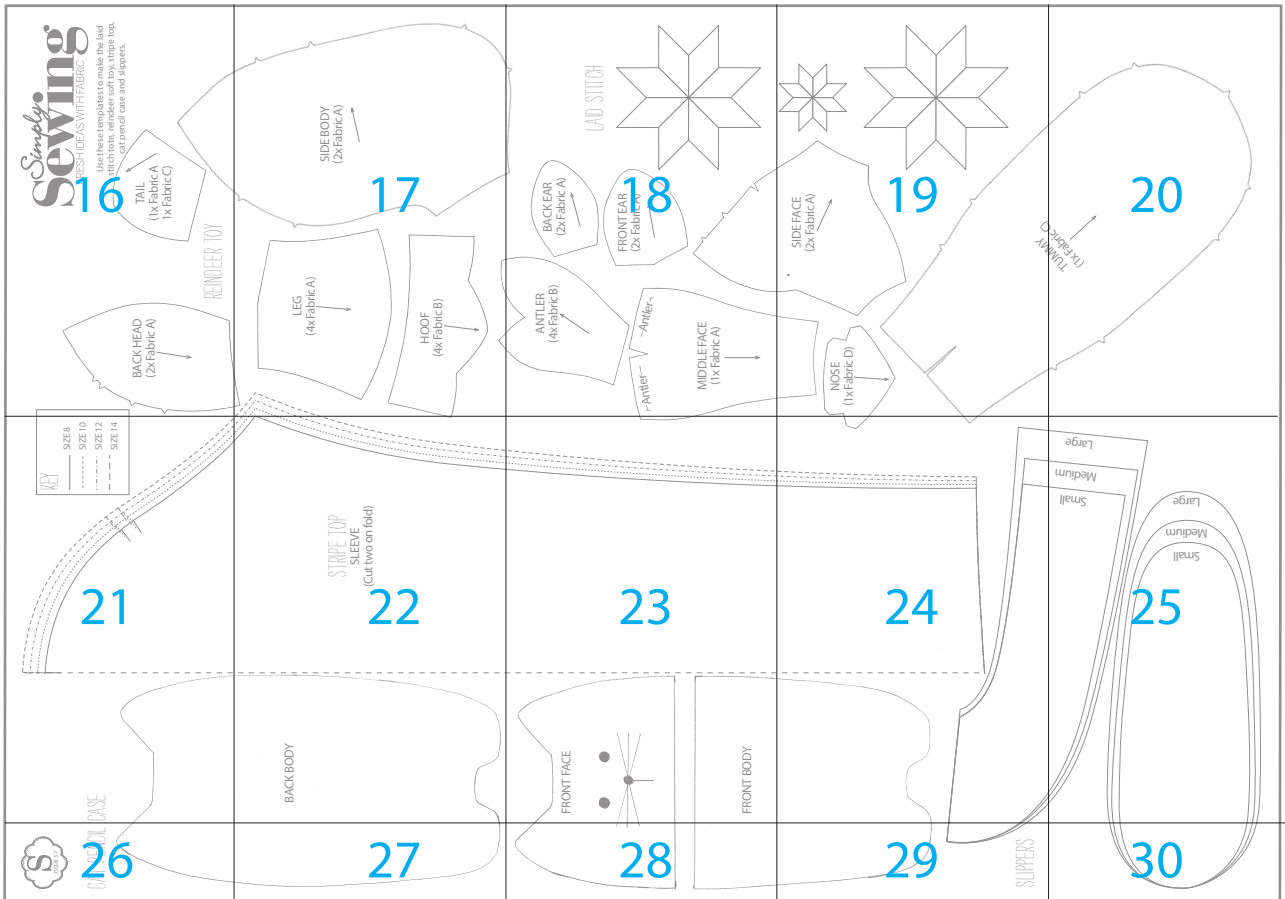 Simply
Sewing
FRESH IDEAS WITH FABRIC
Use these templates to make the laid
stitch tote, reindeer soft toy, stripe top,
cat pencil case and slippers.
16
TAIL
(1x Fabric A
1x Fabric C)
REINDEER TOY
BACK HEAD
(2x Fabric A)
SIDE BODY
(2x Fabric A)
17
LEG
(4x Fabric A)
HOOF
(4x Fabric B)
LAID STITCH
BACK EAR
(2x Fabric A)
FRONT EAR
(2x Fabric A)
18
ANTLER
(4x Fabric B)
Antler
Antler
MIDDLE FACE
(1x Fabric A)
SIDE FACE
(2x Fabric A)
19
NOSE
(1x Fabric D)
20
TUMMY
(1x Fabric C)
KEY
SIZE 8
SIZE 10
SIZE 12
SIZE 14
21
STRIPE TOP
SLEEVE
(Cut two on fold)
22
23
24
Large
Medium
Small
Large
Medium
Small
25
CAT PENCIL CASE
BACK BODY
FRONT FACE
FRONT BODY
S
26
27
28
29
SLIPPERS
30